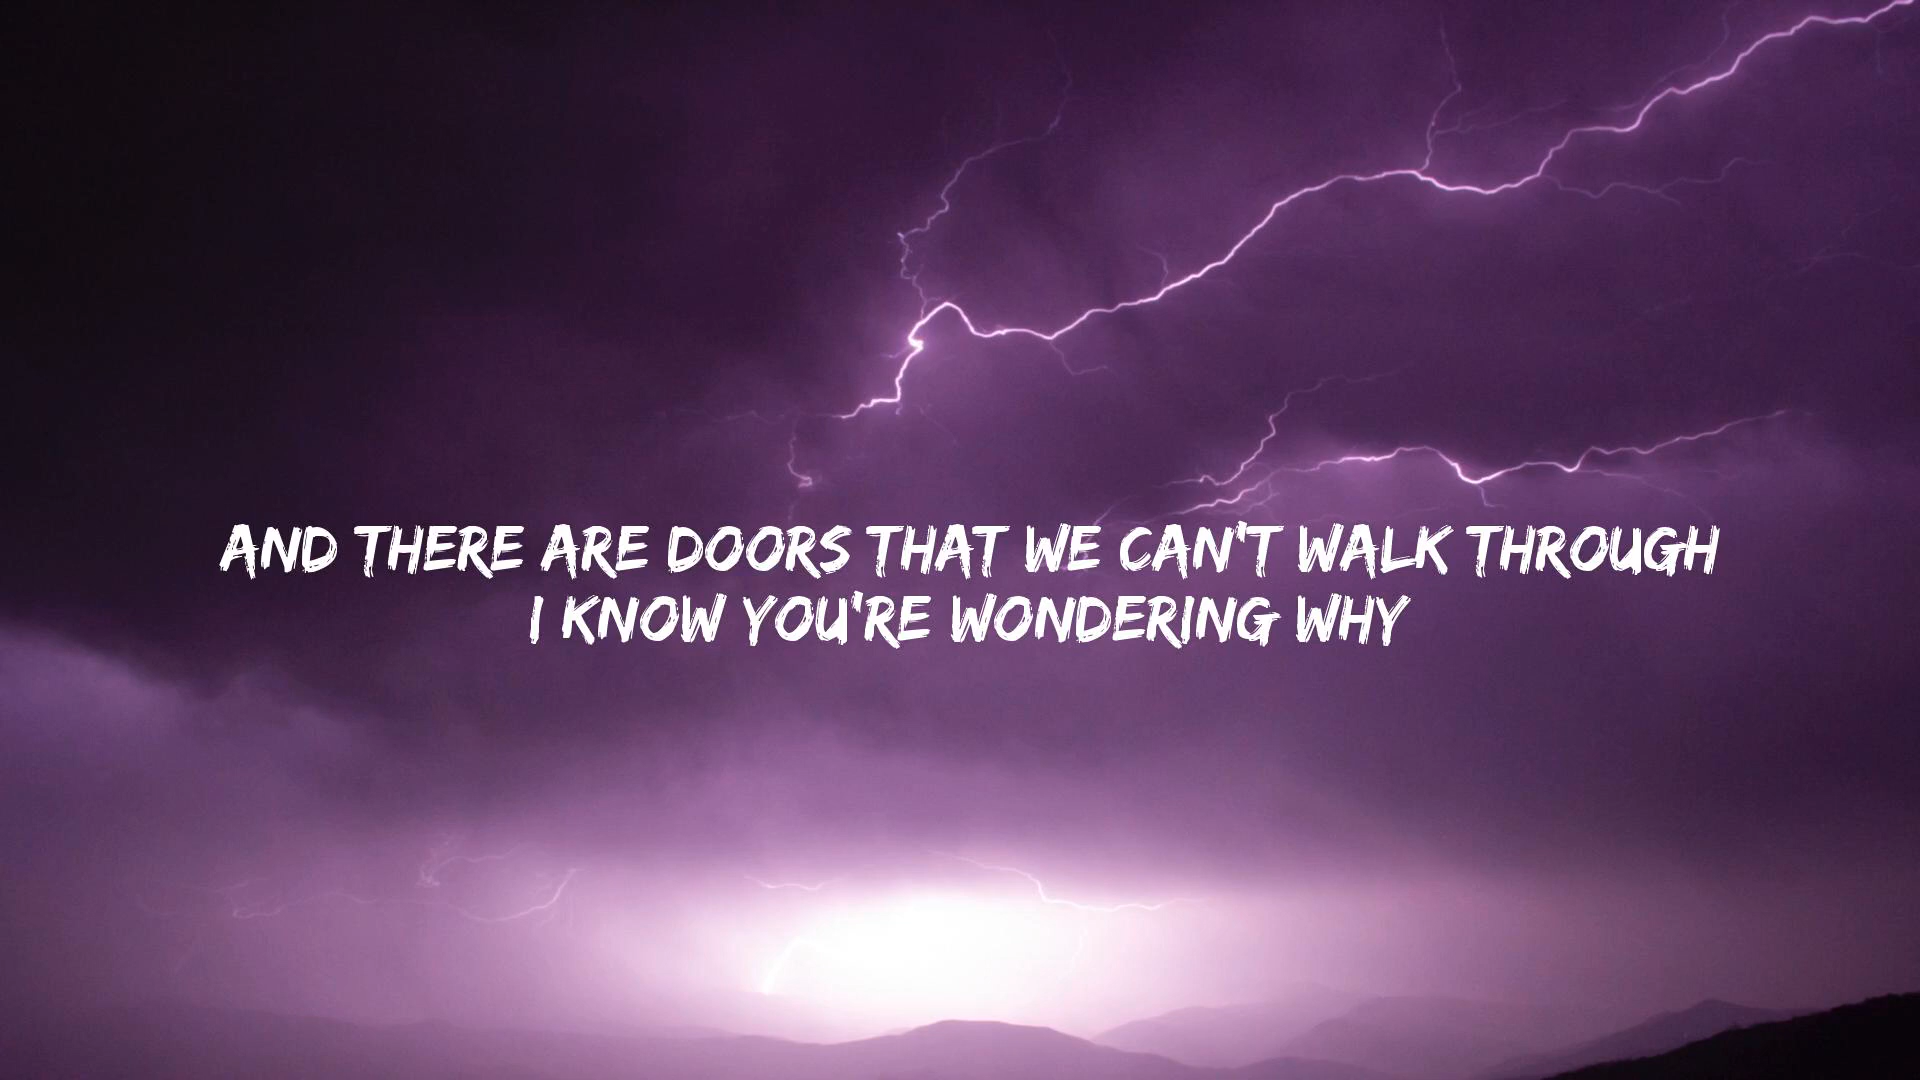 AND THERE ARE DOORS THAT WE CAN'T WALK THROUGH
I KNOW YOU'RE WONDERING WHY